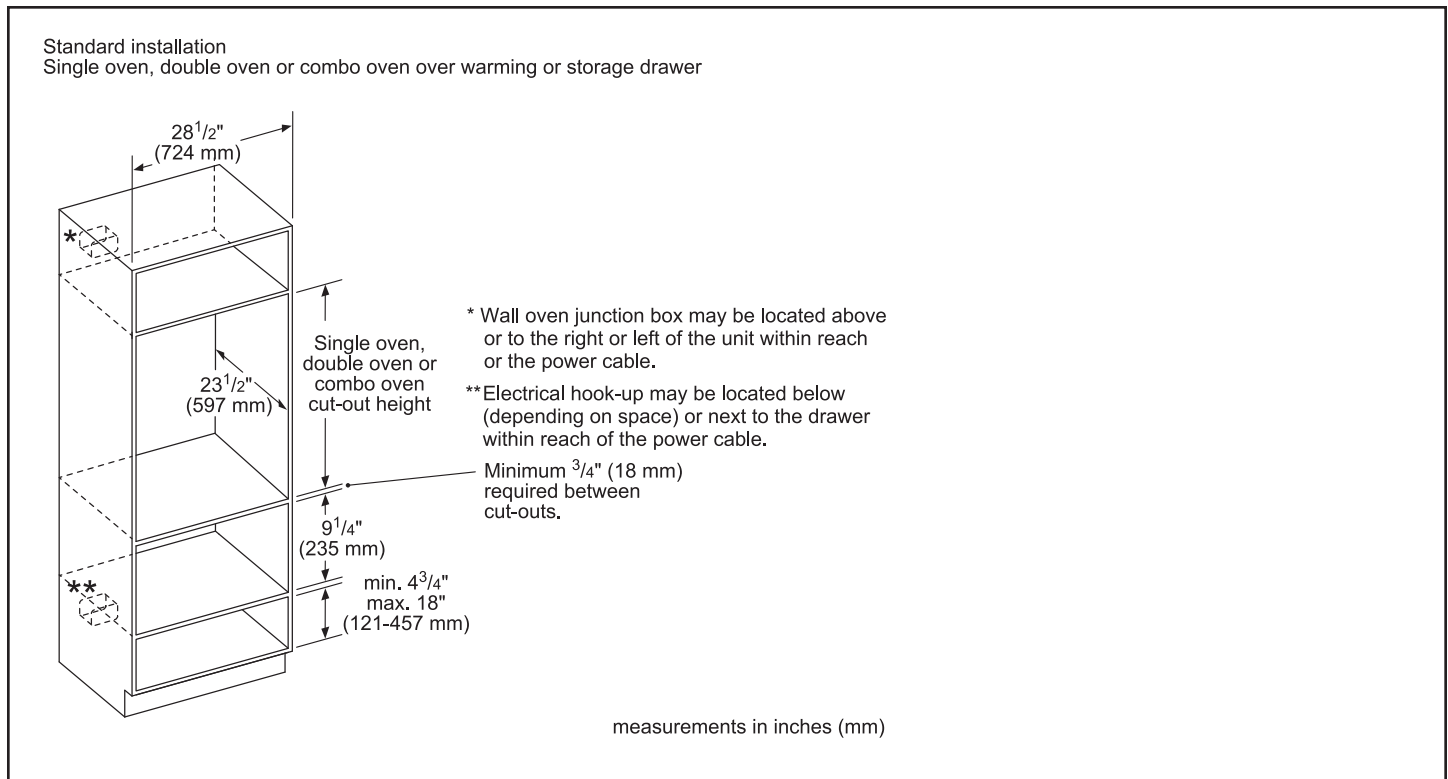 Standard installation
Single oven, double oven or combo oven over warming or storage drawer
28 1/2"
(724 mm)
*
Single oven,
double oven or
combo oven
cut-out height
23 1/2"
(597 mm)
* Wall oven junction box may be located above
or to the right or left of the unit within reach
or the power cable.
**Electrical hook-up may be located below
(depending on space) or next to the drawer
within reach of the power cable.
Minimum 3/4" (18 mm)
required between
cut-outs.
9 1/4"
(235 mm)
**
min. 4 3/4"
max. 18"
(121-457 mm)
measurements in inches (mm)